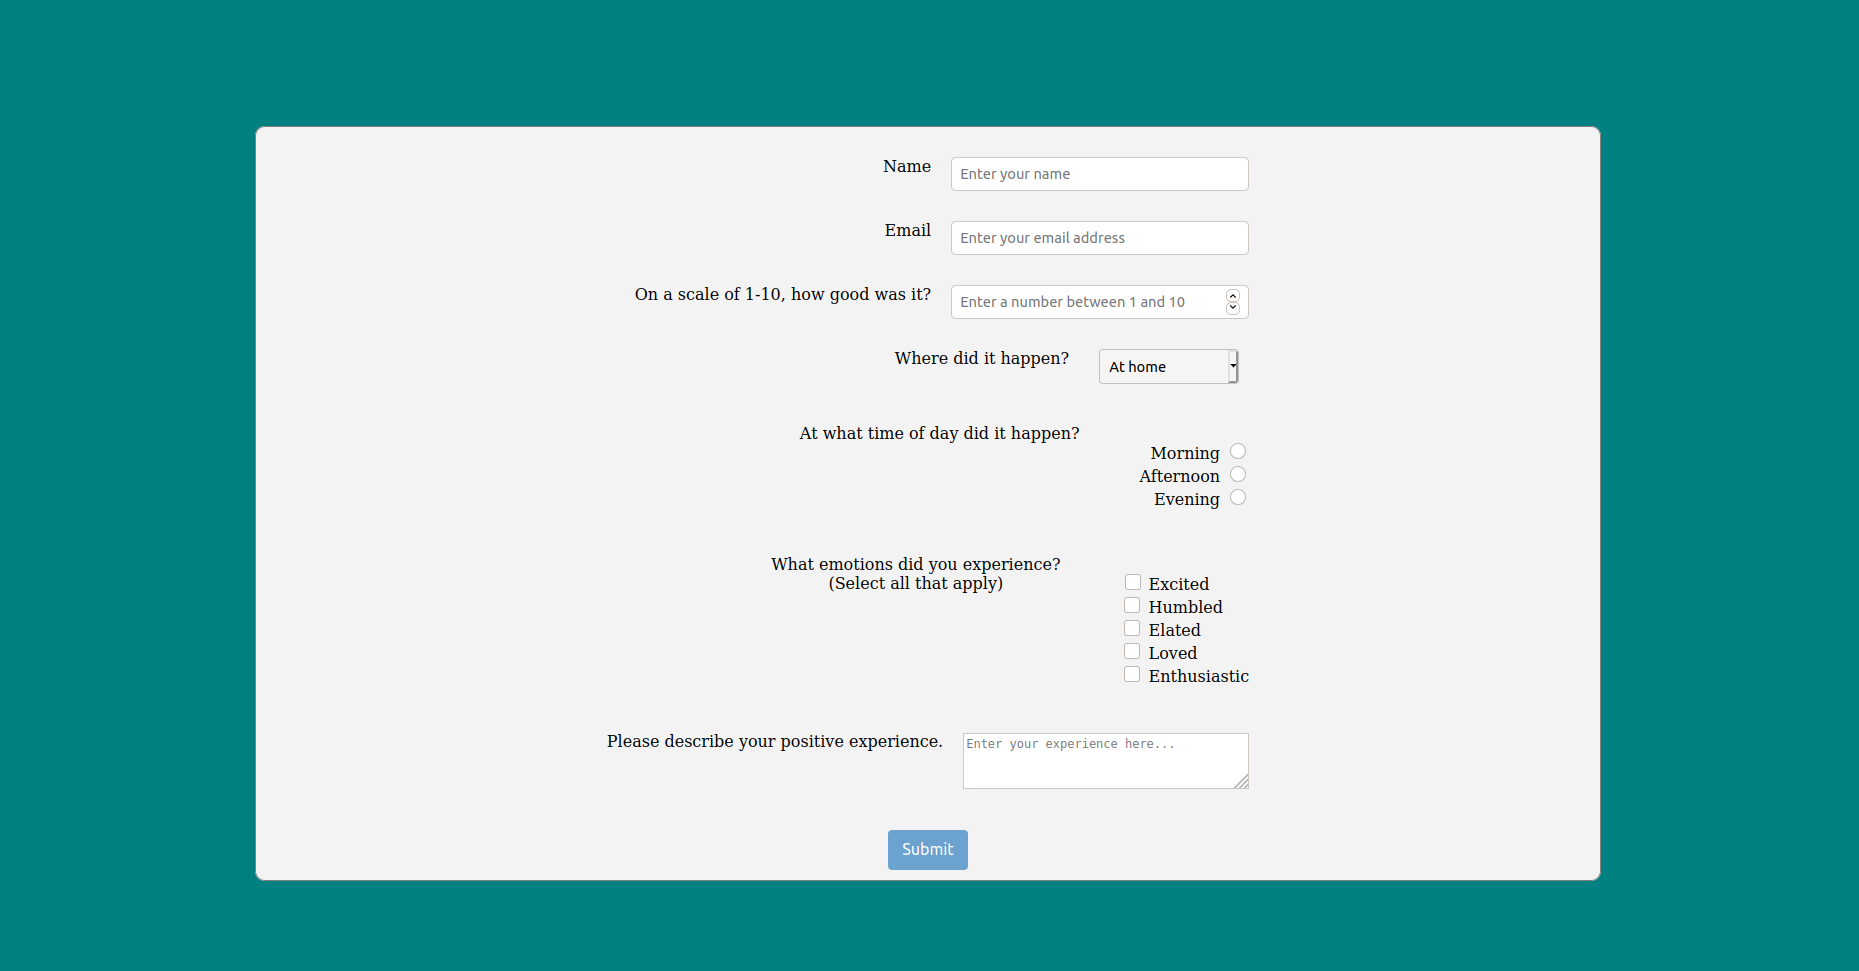 Name
Enter your name
Email
Enter your email address
On a scale of 1-10, how good was it?
Enter a number between 1 and 10
Where did it happen?
At home
At what time of day did it happen?
Morning
Afternoon
Evening
What emotions did you experience?
(Select all that apply)
Excited
Humbled
Elated
Loved
Enthusiastic
Please describe your positive experience.
Enter your experience here...
Submit